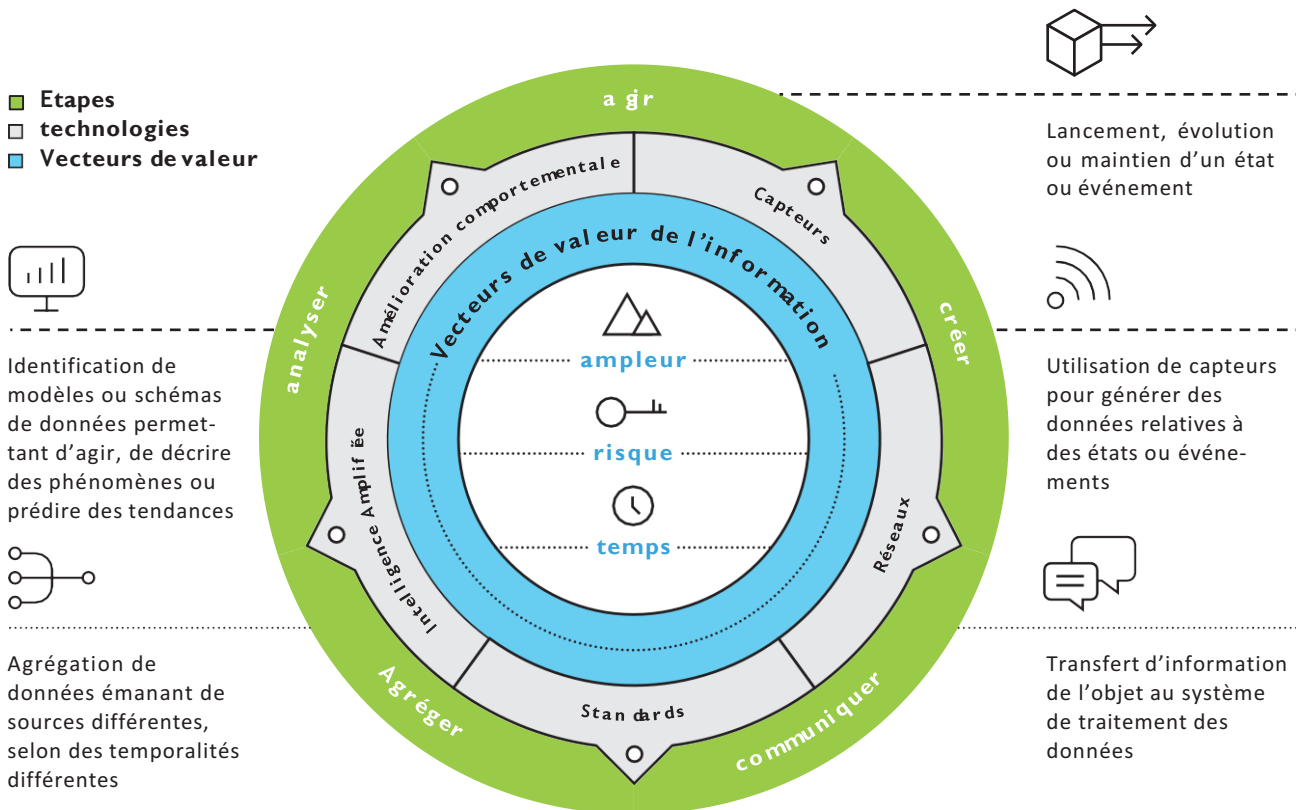 Etapes
technologies
Vecteurs de valeur
agir
créer
communiquer
Agréger
analyser
Capteurs
Réseaux
Standards
Intelligence Amplifiée
Amélioration comportementale
Vecteurs de valeur de l'information
ampleur
risque
temps
Lancement, évolution
ou maintien d'un état
ou événement
Utilisation de capteurs
pour générer des
données relatives à
des états ou événe-
ments
Transfert d'information
de l'objet au système
de traitement des
données
Identification de
modèles ou schémas
de données permet-
tant d'agir, de décrire
des phénomènes ou
prédire des tendances
Agrégation de
données émanant de
sources différentes,
selon des temporalités
différentes